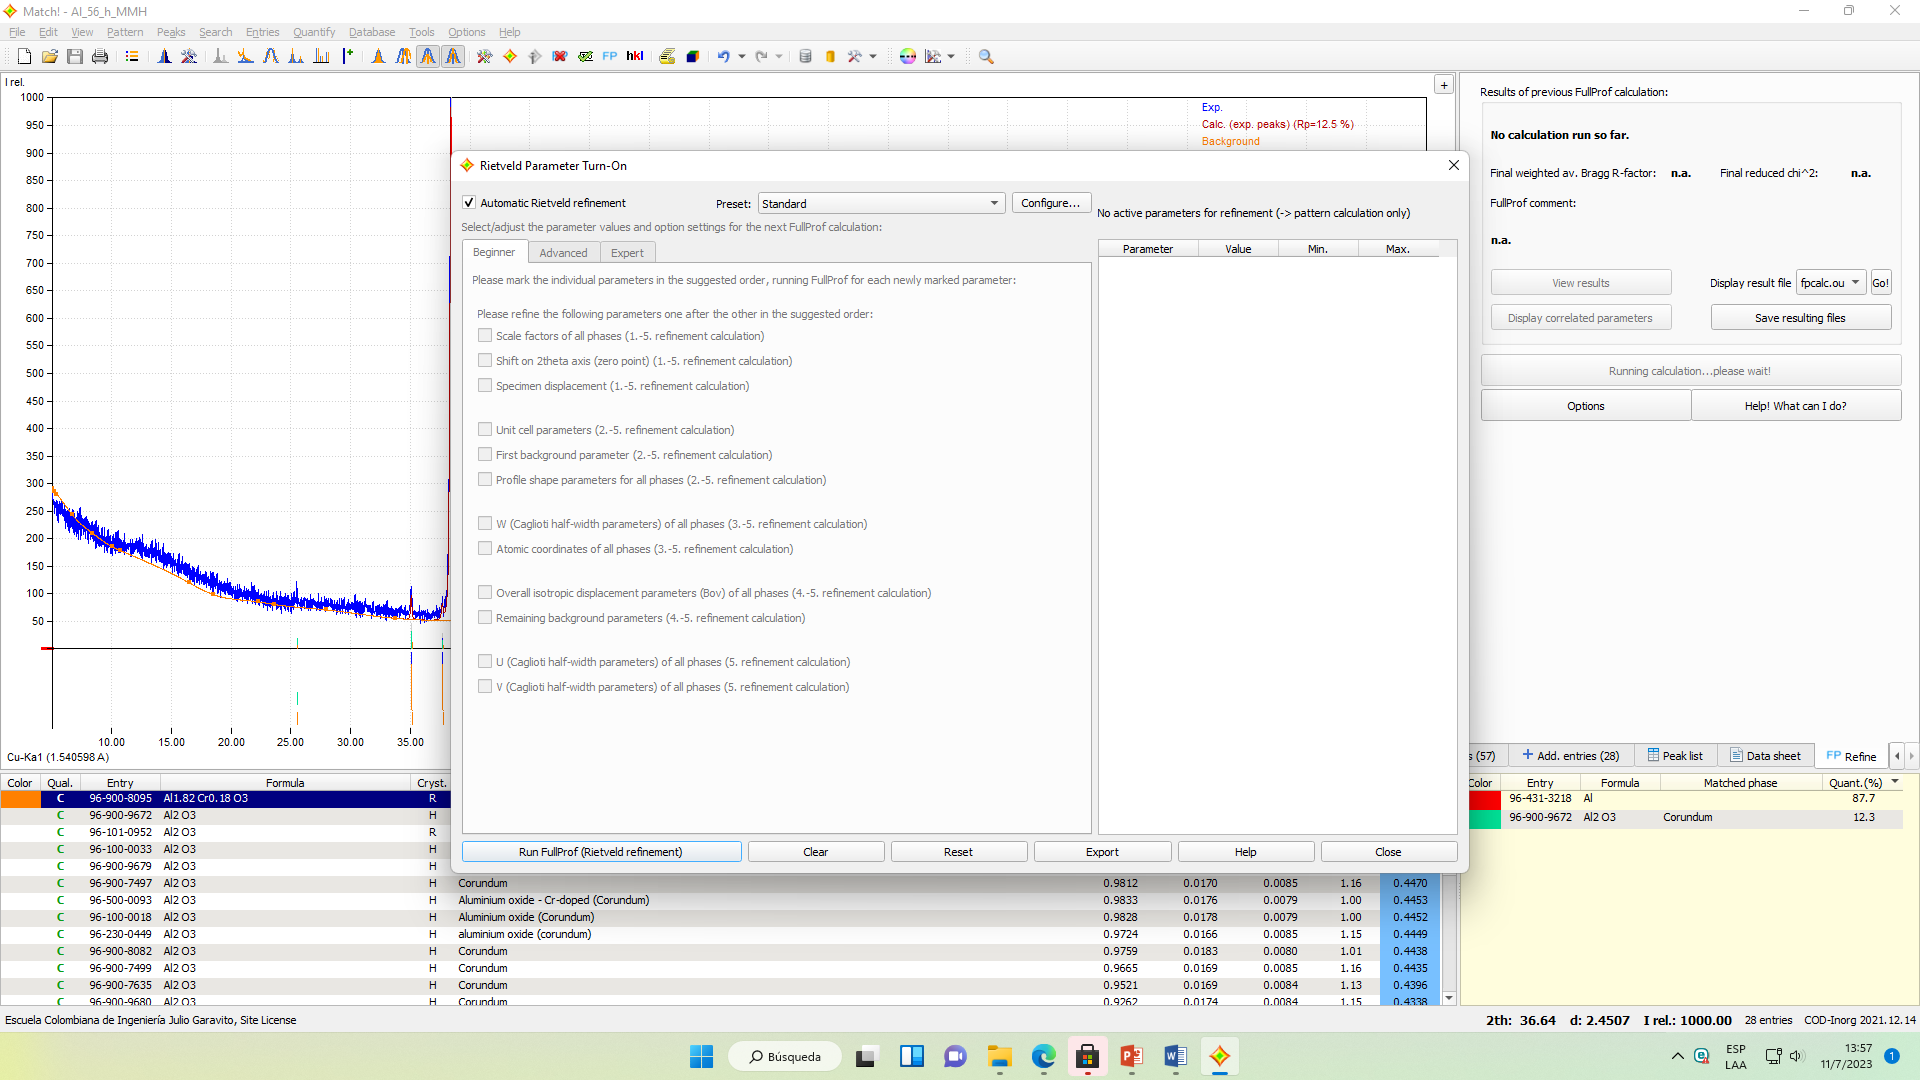 Match! - Al_56_h_MMH
File Edit View Pattern Peaks Search Entries Quantify Database Tools Options Help
FP hkl
I rel.
+
1000
950
900
850
800
750
700
650
600
550
500
450
400
350
300
250
200
150
100
50
Exp.
Calc. (exp. peaks) (Rp=12.5 %)
Background
10.00 15.00 20.00 25.00 30.00 35.00
Cu-Ka1 (1.540598 A)
Rietveld Parameter Turn-On
Automatic Rietveld refinement Preset: Standard Configure...
Select/adjust the parameter values and option settings for the next FullProf calculation:
Beginner Advanced Expert
Please mark the individual parameters in the suggested order, running FullProf for each newly marked parameter:
Please refine the following parameters one after the other in the suggested order:
Scale factors of all phases (1.-5. refinement calculation)
Shift on 2theta axis (zero point) (1.-5. refinement calculation)
Specimen displacement (1.-5. refinement calculation)
Unit cell parameters (2.-5. refinement calculation)
First background parameter (2.-5. refinement calculation)
Profile shape parameters for all phases (2.-5. refinement calculation)
W (Caglioti half-width parameters) of all phases (3.-5. refinement calculation)
Atomic coordinates of all phases (3.-5. refinement calculation)
Overall isotropic displacement parameters (Bov) of all phases (4.-5. refinement calculation)
Remaining background parameters (4.-5. refinement calculation)
U (Caglioti half-width parameters) of all phases (5. refinement calculation)
V (Caglioti half-width parameters) of all phases (5. refinement calculation)
No active parameters for refinement (-> pattern calculation only)
Parameter Value Min. Max.
Run FullProf (Rietveld refinement) Clear Reset Export Help Close
Results of previous FullProf calculation:
No calculation run so far.
Final weighted av. Bragg R-factor: n.a. Final reduced chi^2: n.a.
FullProf comment:
n.a.
View results Display result file fpcalc.ou Go!
Display correlated parameters Save resulting files
Running calculation...please wait!
Options Help! What can I do?
s (57) Add. entries (28) Peak list Data sheet FP Refine
Color Entry Formula Matched phase Quant.(%)
96-431-3218 Al 87.7
96-900-9672 Al2 O3 Corundum 12.3
Color Qual. Entry Formula Cryst.
C 96-900-8095 Al1.82 Cr0.18 O3 R
C 96-900-9672 Al2 O3 H
C 96-101-0952 Al2 O3 R
C 96-100-0033 Al2 O3 H
C 96-900-9679 Al2 O3 H
C 96-900-7497 Al2 O3 H Corundum 0.9812 0.0170 0.0085 1.16 0.4470
C 96-500-0093 Al2 O3 H Aluminium oxide - Cr-doped (Corundum) 0.9833 0.0176 0.0079 1.00 0.4453
C 96-100-0018 Al2 O3 H Aluminium oxide (Corundum) 0.9828 0.0178 0.0079 1.00 0.4452
C 96-230-0449 Al2 O3 H aluminium oxide (corundum) 0.9724 0.0166 0.0085 1.15 0.4449
C 96-900-8082 Al2 O3 H Corundum 0.9759 0.0183 0.0080 1.01 0.4438
C 96-900-7499 Al2 O3 H Corundum 0.9665 0.0169 0.0085 1.16 0.4435
C 96-900-7635 Al2 O3 H Corundum 0.9521 0.0169 0.0084 1.13 0.4396
C 96-900-9680 Al2 O3 H Corundum 0.9262 0.0174 0.0084 1.15 0.4338
Escuela Colombiana de Ingeniería Julio Garavito, Site License
2th: 36.64 d: 2.4507 I rel.: 1000.00 28 entries COD-Inorg 2021.12.14
Búsqueda
ESP
LAA
13:57
11/7/2023
1